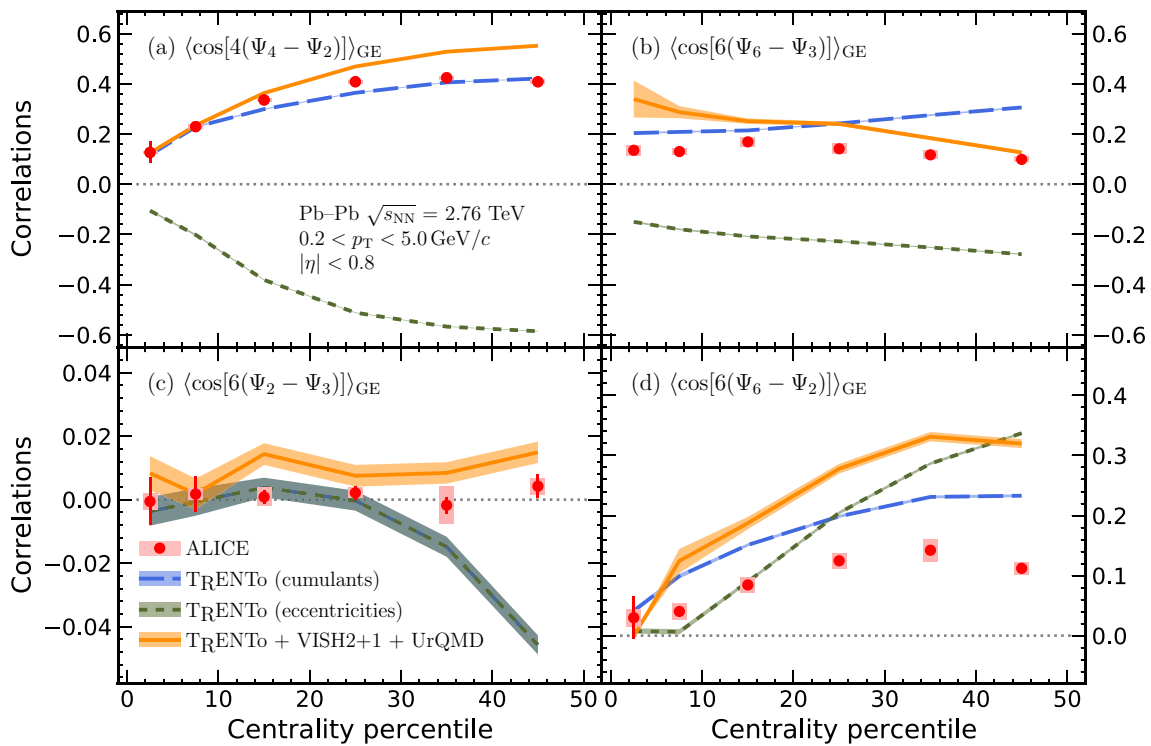 (a) ⟨cos[4(Ψ4 − Ψ2)]⟩GE
(b) ⟨cos[6(Ψ6 − Ψ3)]⟩GE
Correlations
0.6
0.4
0.2
0.0
−0.2
−0.4
−0.6
Pb–Pb √sNN = 2.76 TeV
0.2 < pT < 5.0 GeV/c
|η| < 0.8
0.6
0.4
0.2
0.0
−0.2
−0.4
−0.6
(c) ⟨cos[6(Ψ2 − Ψ3)]⟩GE
(d) ⟨cos[6(Ψ6 − Ψ2)]⟩GE
Correlations
0.04
0.02
0.00
−0.02
−0.04
ALICE
TRENTo (cumulants)
TRENTo (eccentricities)
TRENTo + VISH2+1 + UrQMD
0.4
0.3
0.2
0.1
0.0
0 10 20 30 40 50
0 10 20 30 40 50
Centrality percentile
Centrality percentile